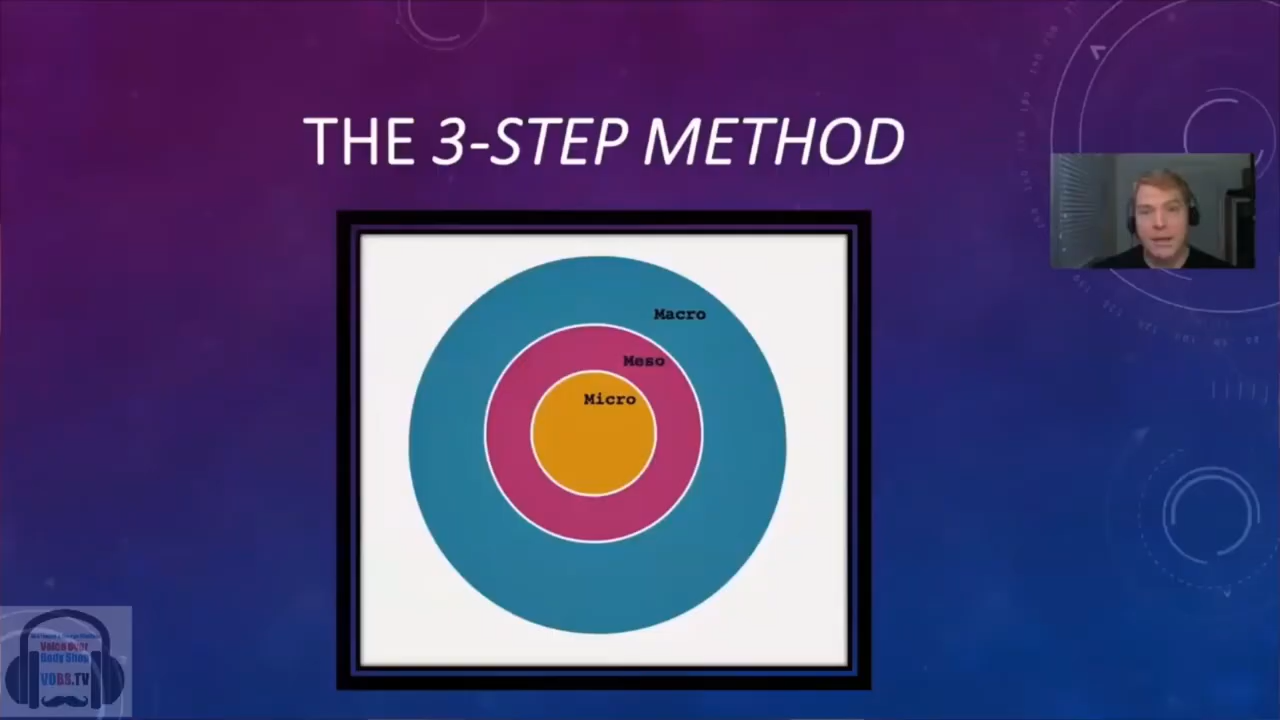 THE 3-STEP METHOD
Macro
Meso
Micro
Voice Over
Body Shop
VOBS.TV